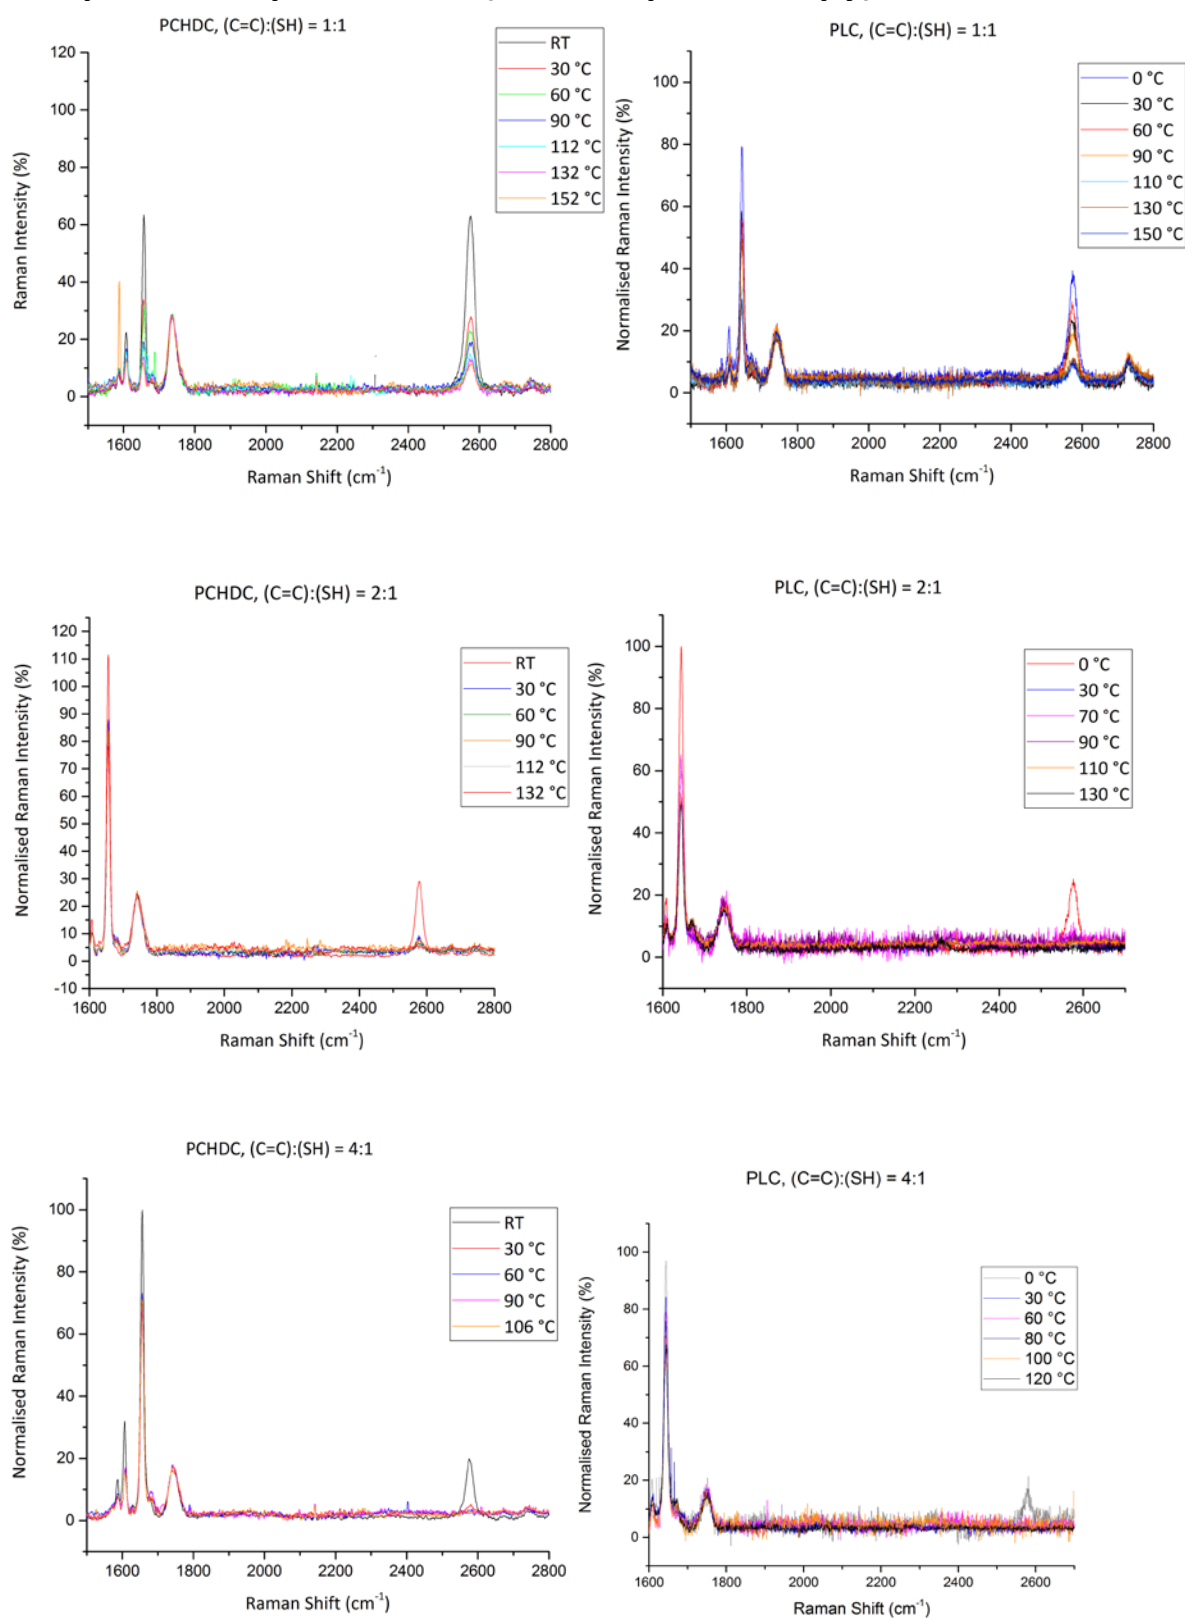 PCHDC, (C=C):(SH) = 1:1
120
100
80
60
40
20
0
Raman Intensity (%)
RT
30 °C
60 °C
90 °C
112 °C
132 °C
152 °C
1600 1800 2000 2200 2400 2600 2800
Raman Shift (cm-1)
PLC, (C=C):(SH) = 1:1
100
80
60
40
20
0
Normalised Raman Intensity (%)
0 °C
30 °C
60 °C
90 °C
110 °C
130 °C
150 °C
1600 1800 2000 2200 2400 2600 2800
Raman Shift (cm-1)
PCHDC, (C=C):(SH) = 2:1
120
110
100
90
80
70
60
50
40
30
20
10
0
-10
Normalised Raman Intensity (%)
RT
30 °C
60 °C
90 °C
112 °C
132 °C
1600 1800 2000 2200 2400 2600 2800
Raman Shift (cm-1)
PLC, (C=C):(SH) = 2:1
100
80
60
40
20
0
Normalised Raman Intensity (%)
0 °C
30 °C
70 °C
90 °C
110 °C
130 °C
1600 1800 2000 2200 2400 2600
Raman Shift (cm-1)
PCHDC, (C=C):(SH) = 4:1
100
80
60
40
20
0
Normalised Raman Intensity (%)
RT
30 °C
60 °C
90 °C
106 °C
1600 1800 2000 2200 2400 2600 2800
Raman Shift (cm-1)
PLC, (C=C):(SH) = 4:1
100
80
60
40
20
0
Normalised Raman Intensity (%)
0 °C
30 °C
60 °C
80 °C
100 °C
120 °C
1600 1800 2000 2200 2400 2600
Raman Shift (cm-1)